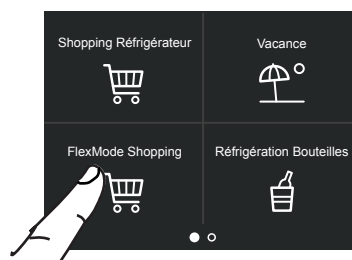 Shopping Réfrigérateur
Vacance
FlexMode Shopping
Réfrigération Bouteilles